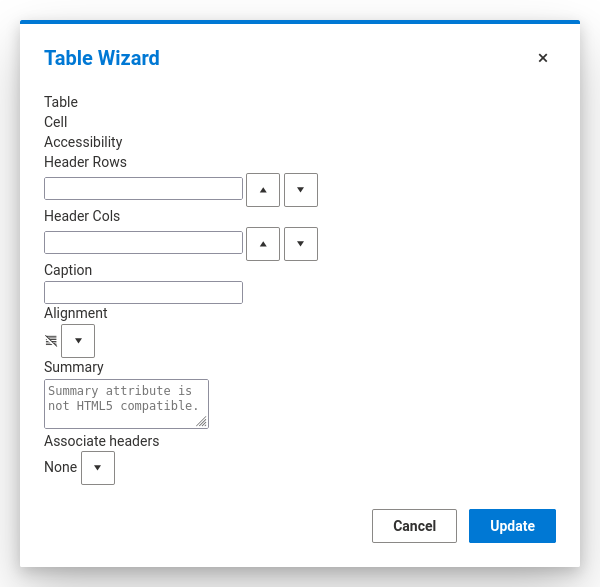 Table Wizard
Table
Cell
Accessibility
Header Rows
Header Cols
Caption
Alignment
Summary
Summary attribute is
not HTML5 compatible.
Associate headers
None
Cancel
Update